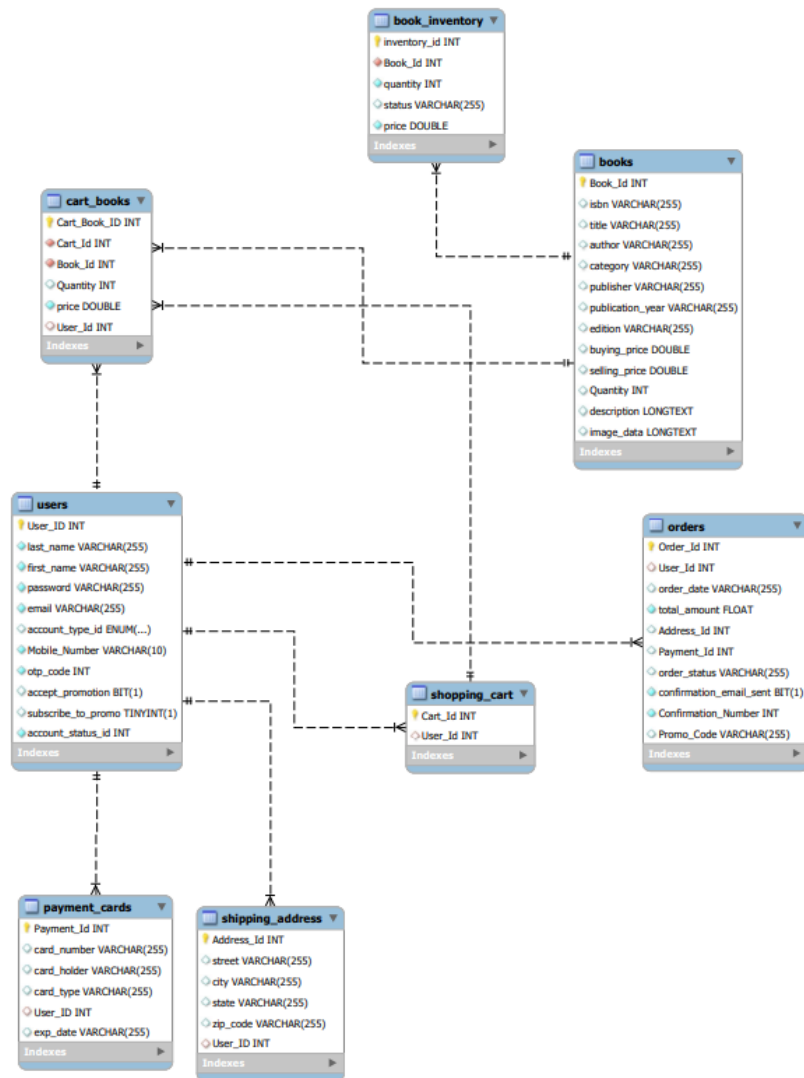 book_inventory
inventory_id INT
Book_Id INT
quantity INT
status VARCHAR(255)
price DOUBLE
Indexes
books
Book_Id INT
isbn VARCHAR(255)
title VARCHAR(255)
author VARCHAR(255)
category VARCHAR(255)
publisher VARCHAR(255)
publication_year VARCHAR(255)
edition VARCHAR(255)
buying_price DOUBLE
selling_price DOUBLE
Quantity INT
description LONGTEXT
image_data LONGTEXT
Indexes
cart_books
Cart_Book_ID INT
Cart_Id INT
Book_Id INT
Quantity INT
price DOUBLE
User_Id INT
Indexes
users
User_ID INT
last_name VARCHAR(255)
first_name VARCHAR(255)
password VARCHAR(255)
email VARCHAR(255)
account_type_id ENUM(...)
Mobile_Number VARCHAR(10)
otp_code INT
accept_promotion BIT(1)
subscribe_to_promo TINYINT(1)
account_status_id INT
Indexes
orders
Order_Id INT
User_Id INT
order_date VARCHAR(255)
total_amount FLOAT
Address_Id INT
Payment_Id INT
order_status VARCHAR(255)
confirmation_email_sent BIT(1)
Confirmation_Number INT
Promo_Code VARCHAR(255)
Indexes
shopping_cart
Cart_Id INT
User_Id INT
Indexes
payment_cards
Payment_Id INT
card_number VARCHAR(255)
card_holder VARCHAR(255)
card_type VARCHAR(255)
User_ID INT
exp_date VARCHAR(255)
Indexes
shipping_address
Address_Id INT
street VARCHAR(255)
city VARCHAR(255)
state VARCHAR(255)
zip_code VARCHAR(255)
User_ID INT
Indexes